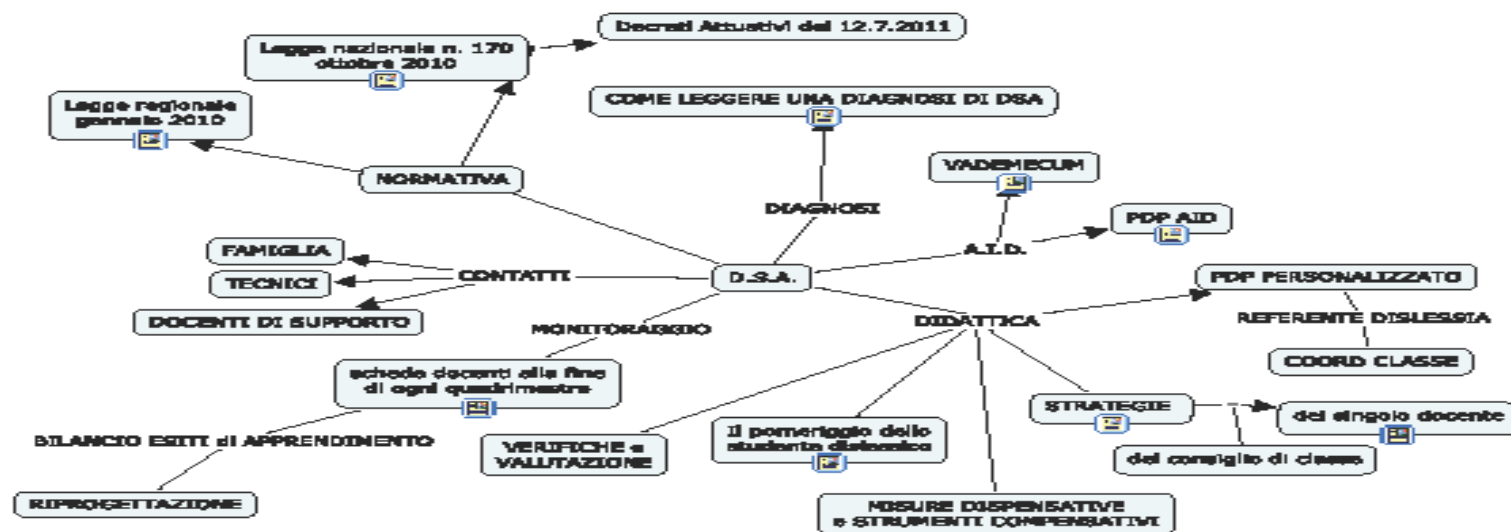 Decreti Attuativi del 12.7.2011
Legge nazionale n. 170
ottobre 2010
COME LEGGERE UNA DIAGNOSI DI DSA
Legge regionale
gennaio 2010
VADEMECUM
NORMATIVA
DIAGNOSI
PDP AID
FAMIGLIA
A.I.D.
TECNICI
CONTATTI
D.S.A.
PDP PERSONALIZZATO
DOCENTI DI SUPPORTO
MONITORAGGIO
DIDATTICA
REFERENTE DISLESSIA
COORD CLASSE
schede docenti alla fine
di ogni quadrimestre
STRATEGIE
del singolo docente
BILANCIO ESITI di APPRENDIMENTO
VERIFICHE e
VALUTAZIONE
Il pomeriggio dello
studente dislessico
del consiglio di classe
RIPROGETTAZIONE
MISURE DISPENSATIVE
e STRUMENTI COMPENSATIVI